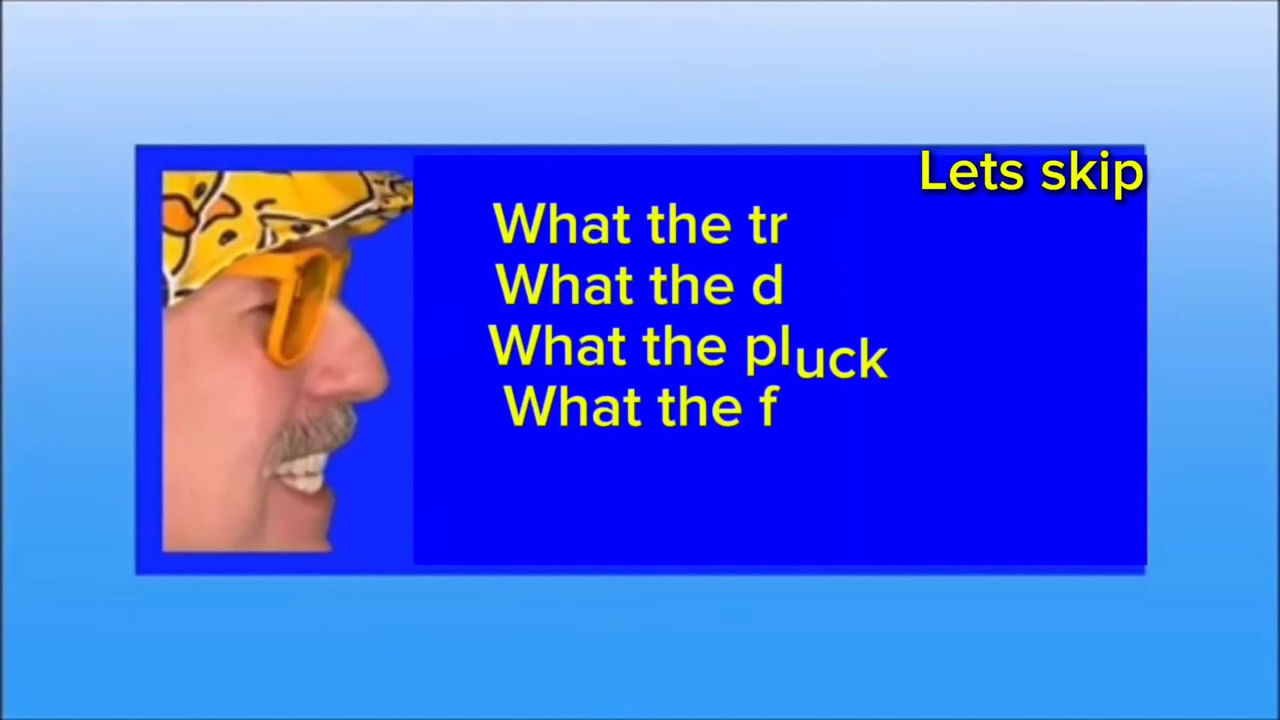 Lets skip
What the tr
What the d
What the pluck
What the f